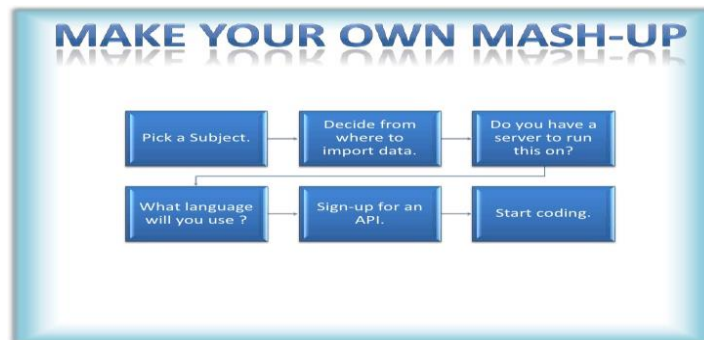 MAKE YOUR OWN MASH-UP
Pick a Subject.
Decide from
where to
import data.
Do you have a
server to run
this on?
What language
will you use ?
Sign-up for an
API.
Start coding.